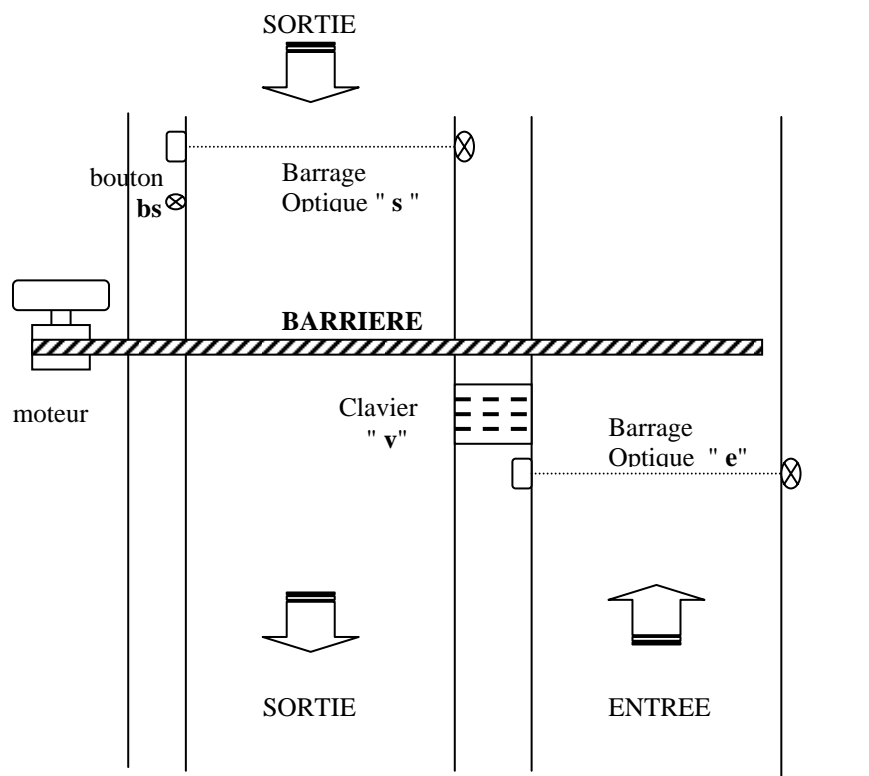 SORTIE
bouton
bs
Barrage
Optique " s "
BARRIERE
moteur
Clavier
" v"
Barrage
Optique " e"
SORTIE
ENTREE